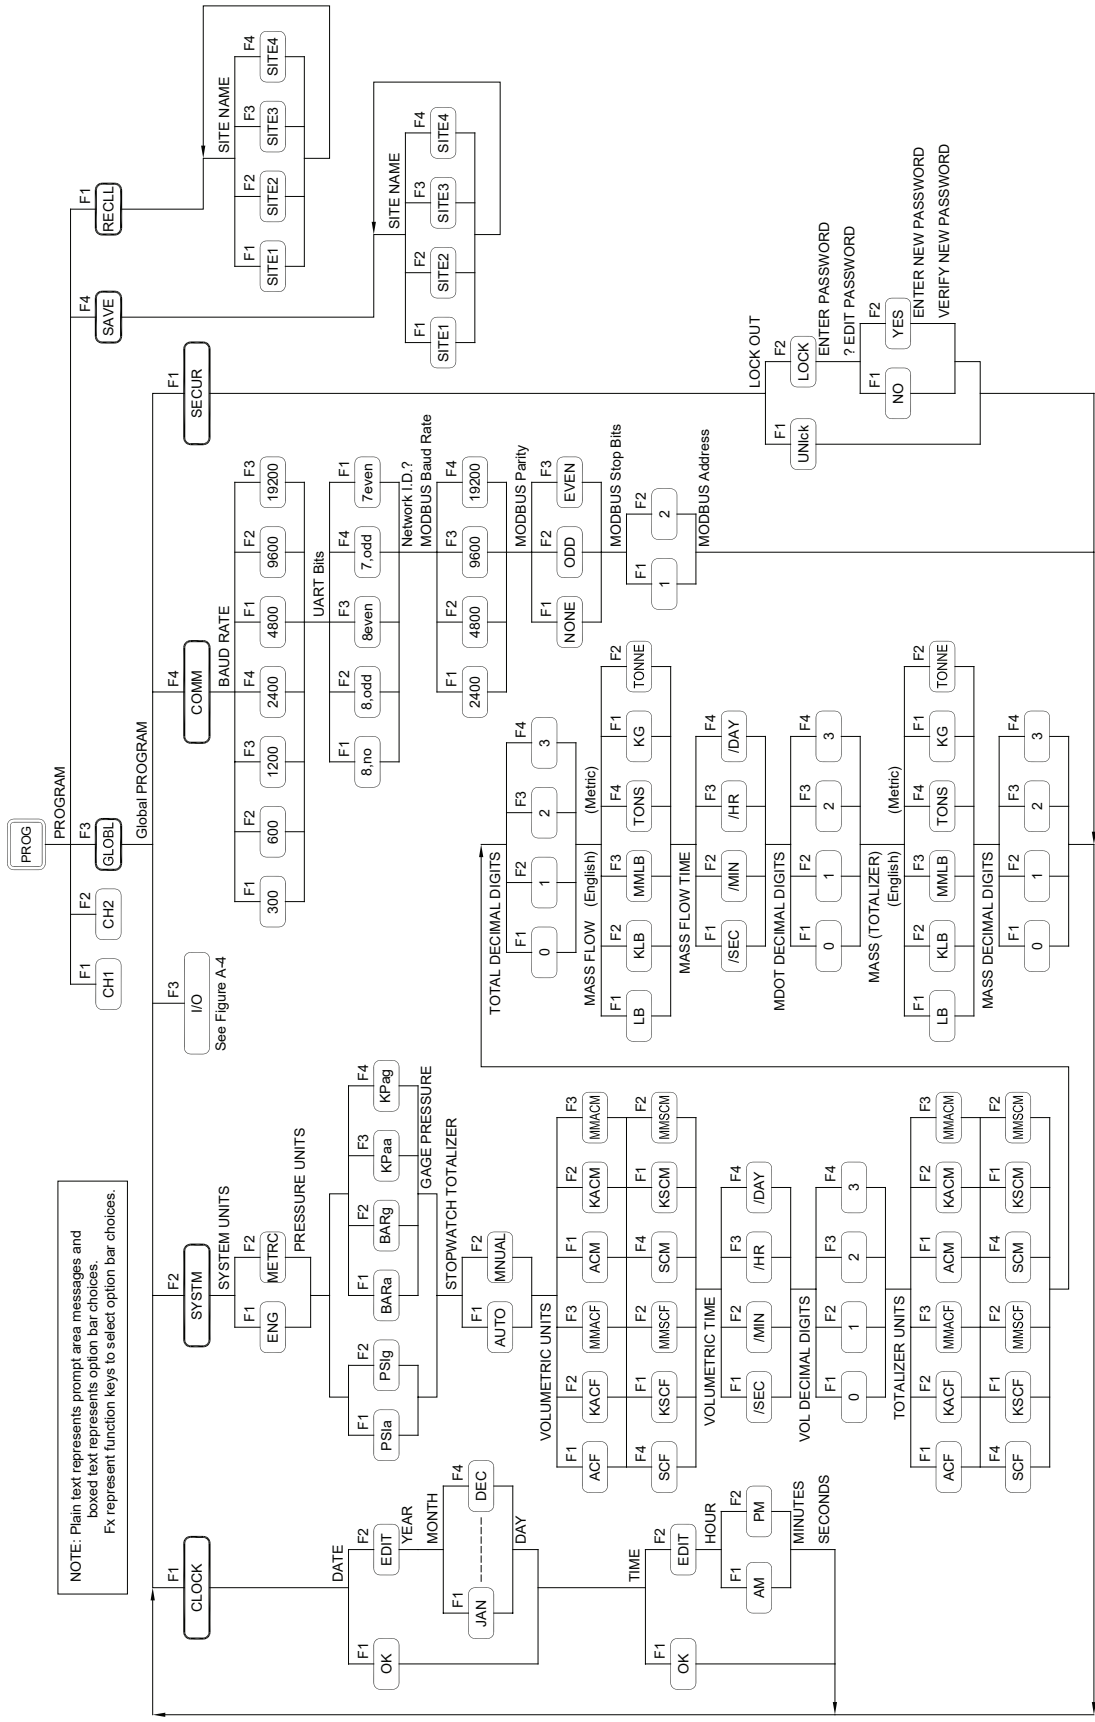 NOTE: Plain text represents prompt area messages and
boxed text represents option bar choices.
Fx represent function keys to select option bar choices.
PROG
PROGRAM
F1 F2 F3 F4 F1
CH1 CH2 GLOBL SAVE RECLL
Global PROGRAM
F1 F2 F3 F4 F1
CLOCK SYSTM I/O COMM SECUR
See Figure A-4
DATE
F1 F2
OK EDIT
YEAR
MONTH
F1 F4
JAN DEC
DAY
TIME
F1 F2
OK EDIT
HOUR
F1 F2
AM PM
MINUTES
SECONDS
SYSTEM UNITS
F1 F2
ENG METRC
PRESSURE UNITS
F1 F2 F1 F2 F3 F4
PSIa PSIg BARa BARg KPaa KPag
GAGE PRESSURE
STOPWATCH TOTALIZER
F1 F2
AUTO MNUAL
VOLUMETRIC UNITS
F1 F2 F3 F1 F2 F3
ACF KACF MMACF ACM KACM MMACM
F4 F1 F2 F4 F1 F2
SCF KSCF MMSCF SCM KSCM MMSCM
VOLUMETRIC TIME
F1 F2 F3 F4
/SEC /MIN /HR /DAY
VOL DECIMAL DIGITS
F1 F2 F3 F4
0 1 2 3
TOTALIZER UNITS
F1 F2 F3 F1 F2 F3
ACF KACF MMACF ACM KACM MMACM
F4 F1 F2 F4 F1 F2
SCF KSCF MMSCF SCM KSCM MMSCM
TOTAL DECIMAL DIGITS
F1 F2 F3 F4
0 1 2 3
MASS FLOW (English) (Metric)
F1 F2 F3 F4 F1 F2
LB KLB MMLB TONS KG TONNE
MASS FLOW TIME
F1 F2 F3 F4
/SEC /MIN /HR /DAY
MDOT DECIMAL DIGITS
F1 F2 F3 F4
0 1 2 3
MASS (TOTALIZER)
(English) (Metric)
F1 F2 F3 F4 F1 F2
LB KLB MMLB TONS KG TONNE
MASS DECIMAL DIGITS
F1 F2 F3 F4
0 1 2 3
BAUD RATE
F1 F2 F3 F4 F1 F2 F3
300 600 1200 2400 4800 9600 19200
UART Bits
F1 F2 F3 F4 F1
8,no 8,odd 8even 7,odd 7even
Network I.D.?
MODBUS Baud Rate
F1 F2 F3 F4
2400 4800 9600 19200
MODBUS Parity
F1 F2 F3
NONE ODD EVEN
MODBUS Stop Bits
F1 F2
1 2
MODBUS Address
LOCK OUT
F1 F2
UNlck LOCK
ENTER PASSWORD
? EDIT PASSWORD
F1 F2
NO YES
ENTER NEW PASSWORD
VERIFY NEW PASSWORD
SITE NAME
F1 F2 F3 F4
SITE1 SITE2 SITE3 SITE4
SITE NAME
F1 F2 F3 F4
SITE1 SITE2 SITE3 SITE4